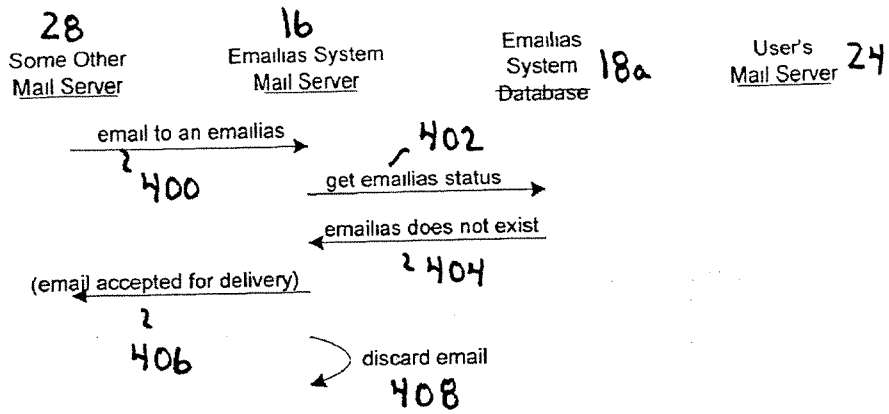 28
Some Other
Mail Server
16
Emailias System
Mail Server
Emailias
System
Database
18a
User's
Mail Server
24
email to an emailias
400
402
get emailias status
emailias does not exist
404
(email accepted for delivery)
406
discard email
408